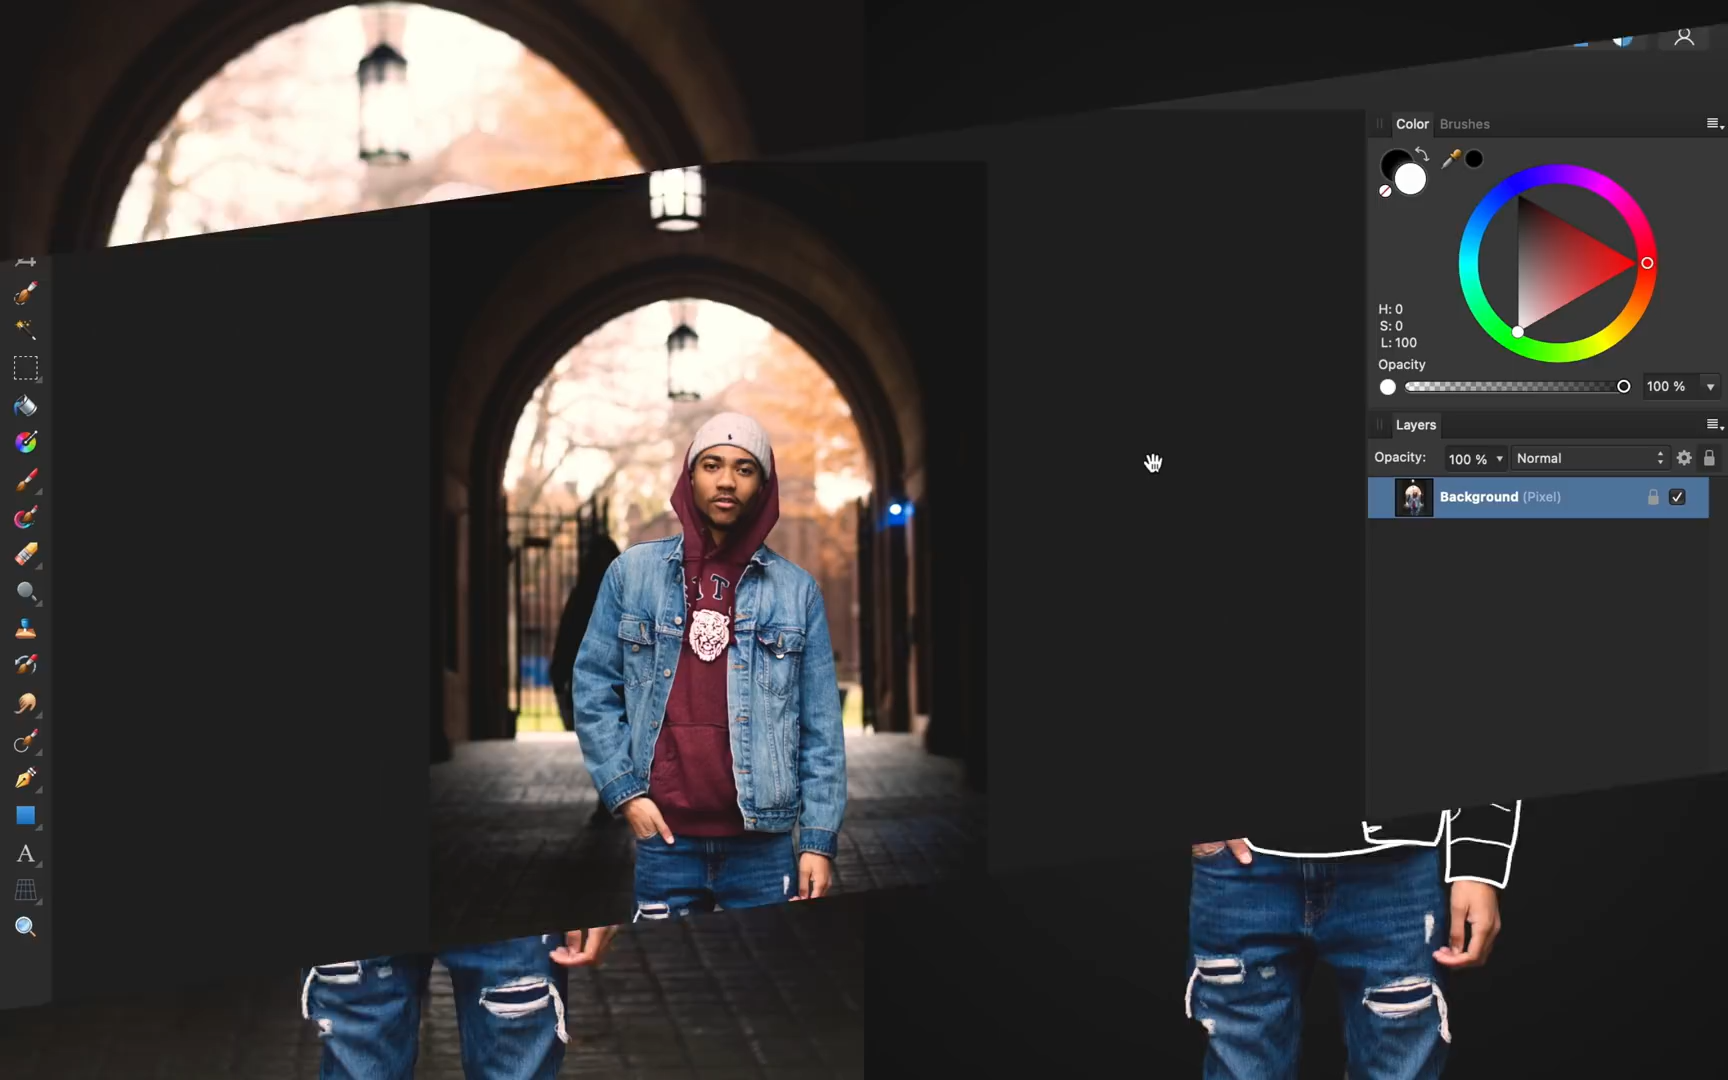 Color Brushes
H: 0
S: 0
L: 100
Opacity
100 %
Layers
Opacity: 100 % Normal
Background (Pixel)
A